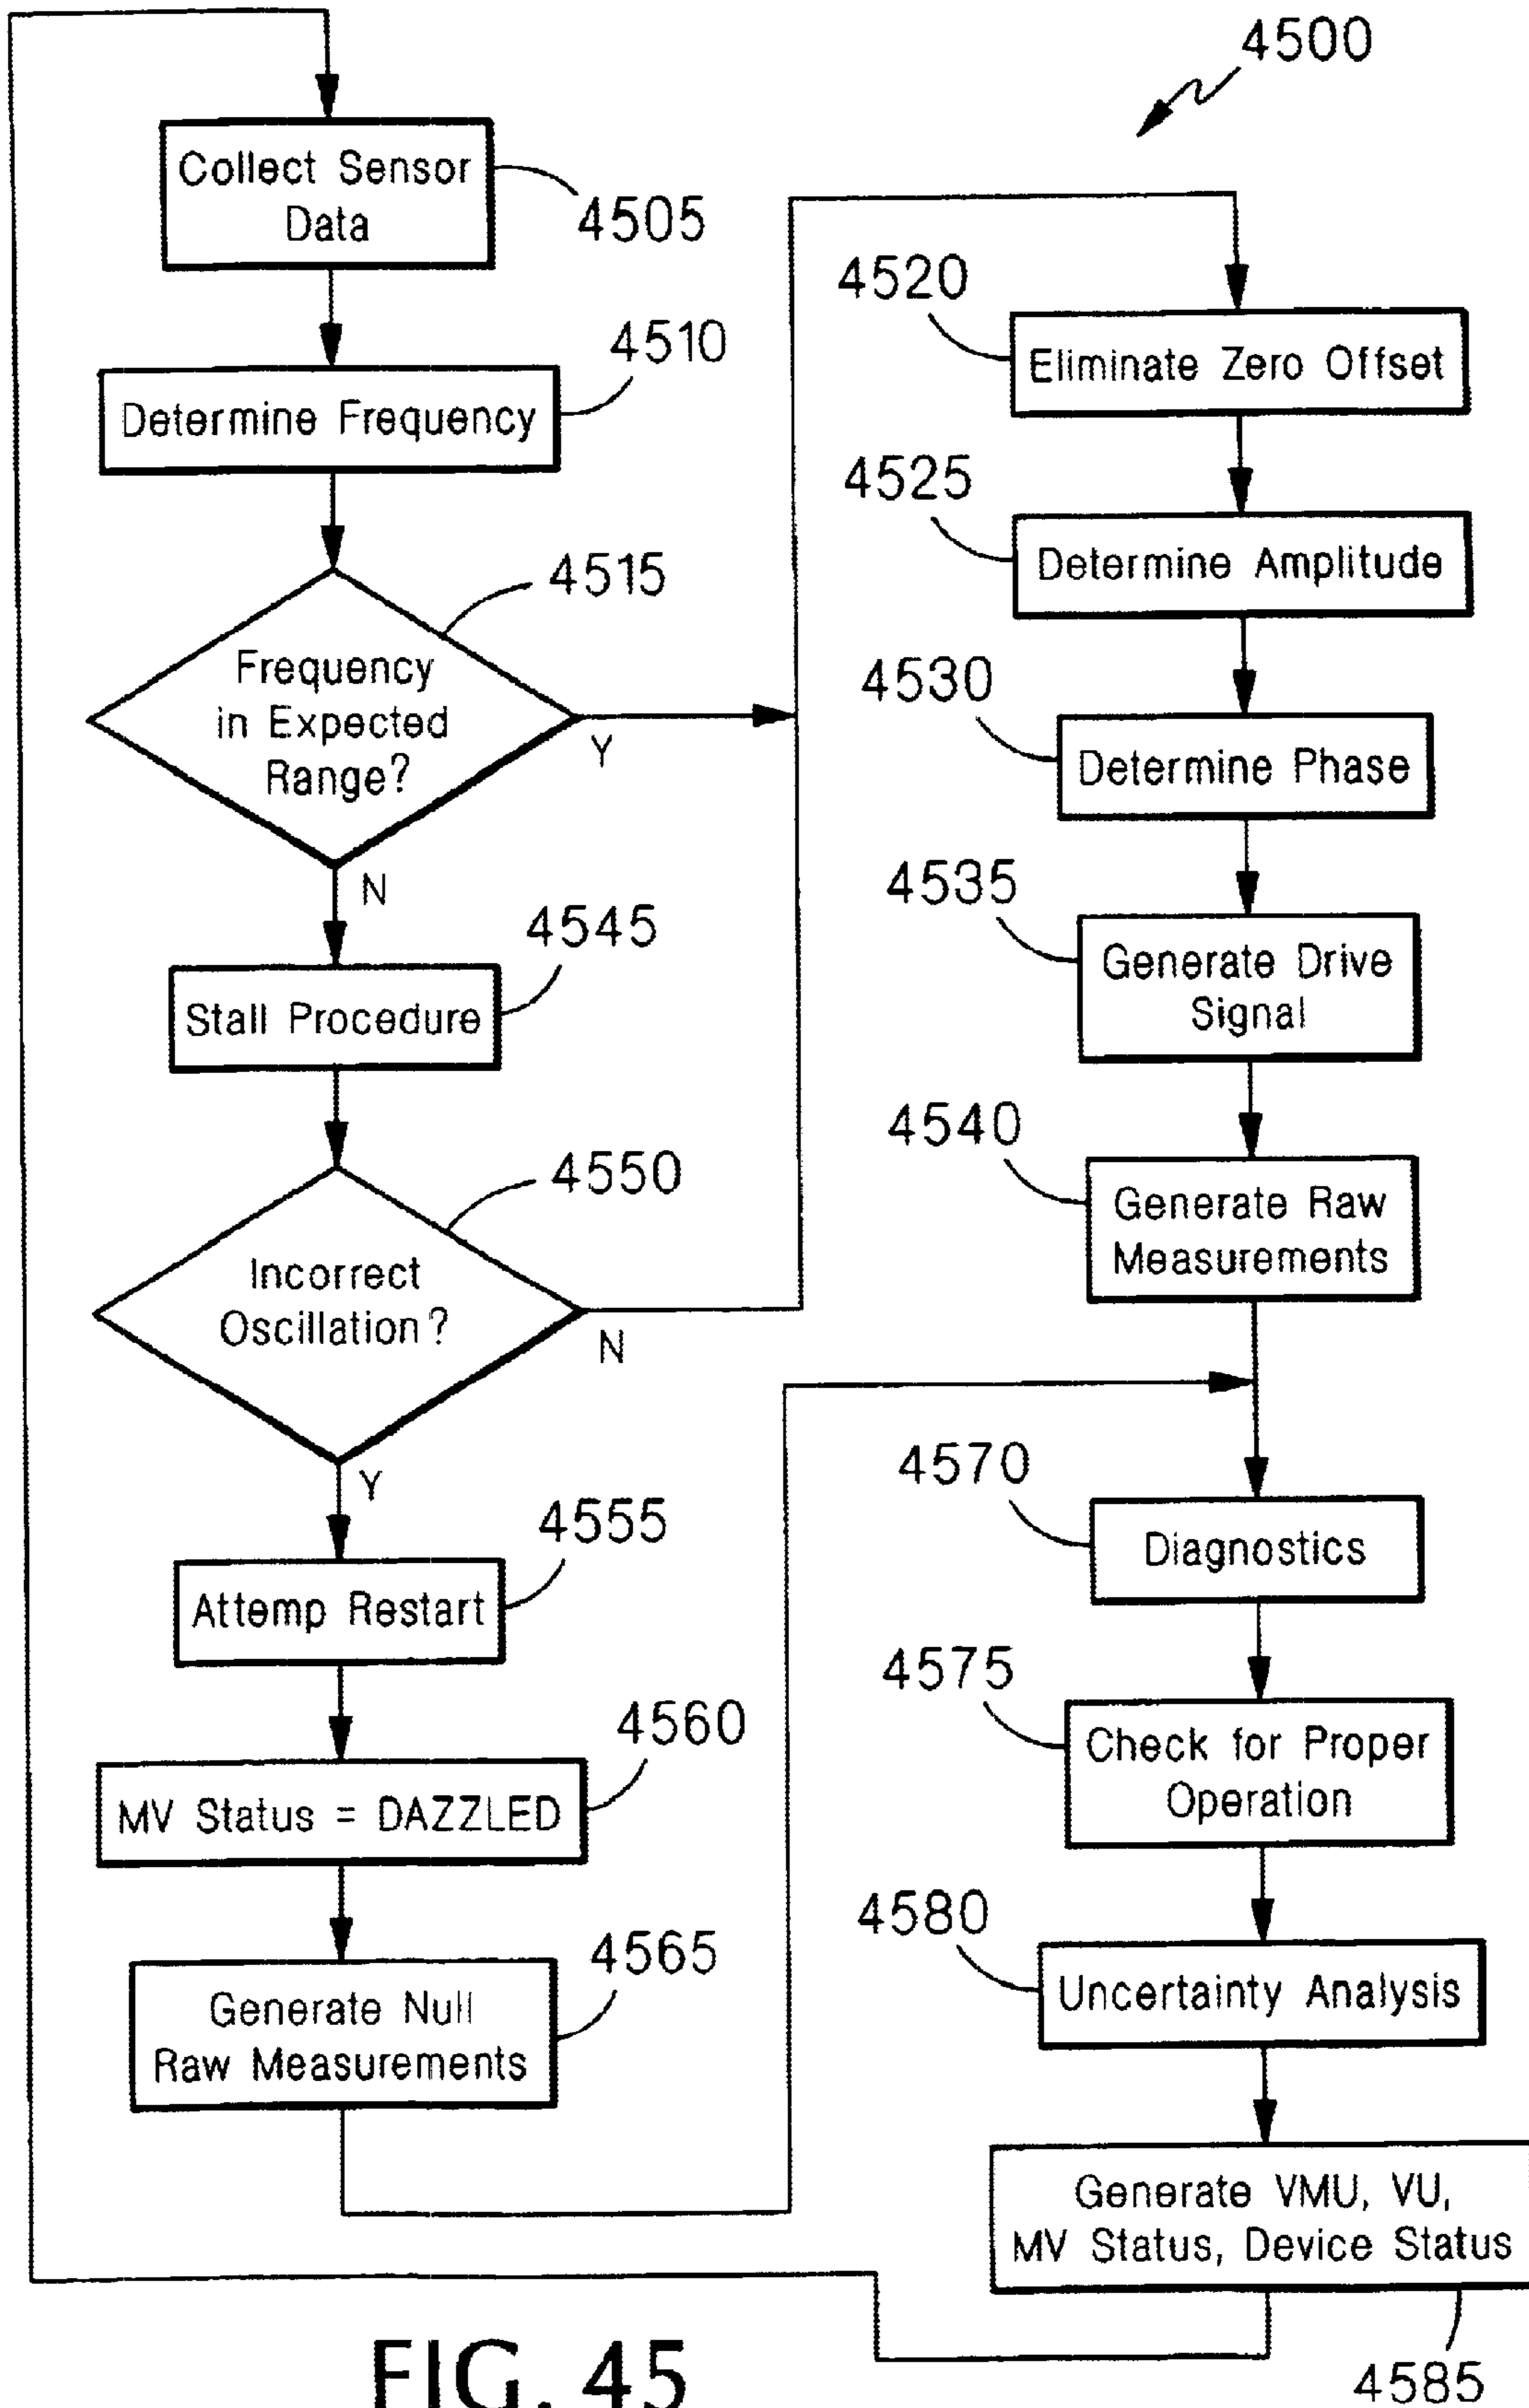 4500
Collect Sensor
Data
4505
Determine Frequency
4510
Frequency
in Expected
Range?
4515
Y
N
Stall Procedure
4545
Incorrect
Oscillation?
4550
N
Y
Attemp Restart
4555
MV Status = DAZZLED
4560
Generate Null
Raw Measurements
4565
4520
Eliminate Zero Offset
4525
Determine Amplitude
4530
Determine Phase
4535
Generate Drive
Signal
4540
Generate Raw
Measurements
4570
Diagnostics
4575
Check for Proper
Operation
4580
Uncertainty Analysis
Generate VMU, VU,
MV Status, Device Status
4585
FIG. 45